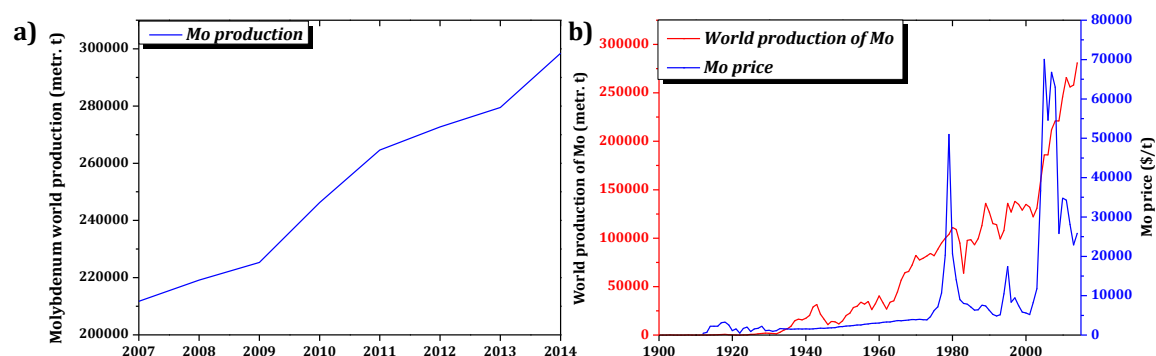 a)
Mo production
Molybdenum world production (metr. t)
300000
280000
260000
240000
220000
200000
2007 2008 2009 2010 2011 2012 2013 2014
b)
World production of Mo
Mo price
World production of Mo (metr. t)
300000
250000
200000
150000
100000
50000
0
Mo price ($/t)
80000
70000
60000
50000
40000
30000
20000
10000
0
1900 1920 1940 1960 1980 2000